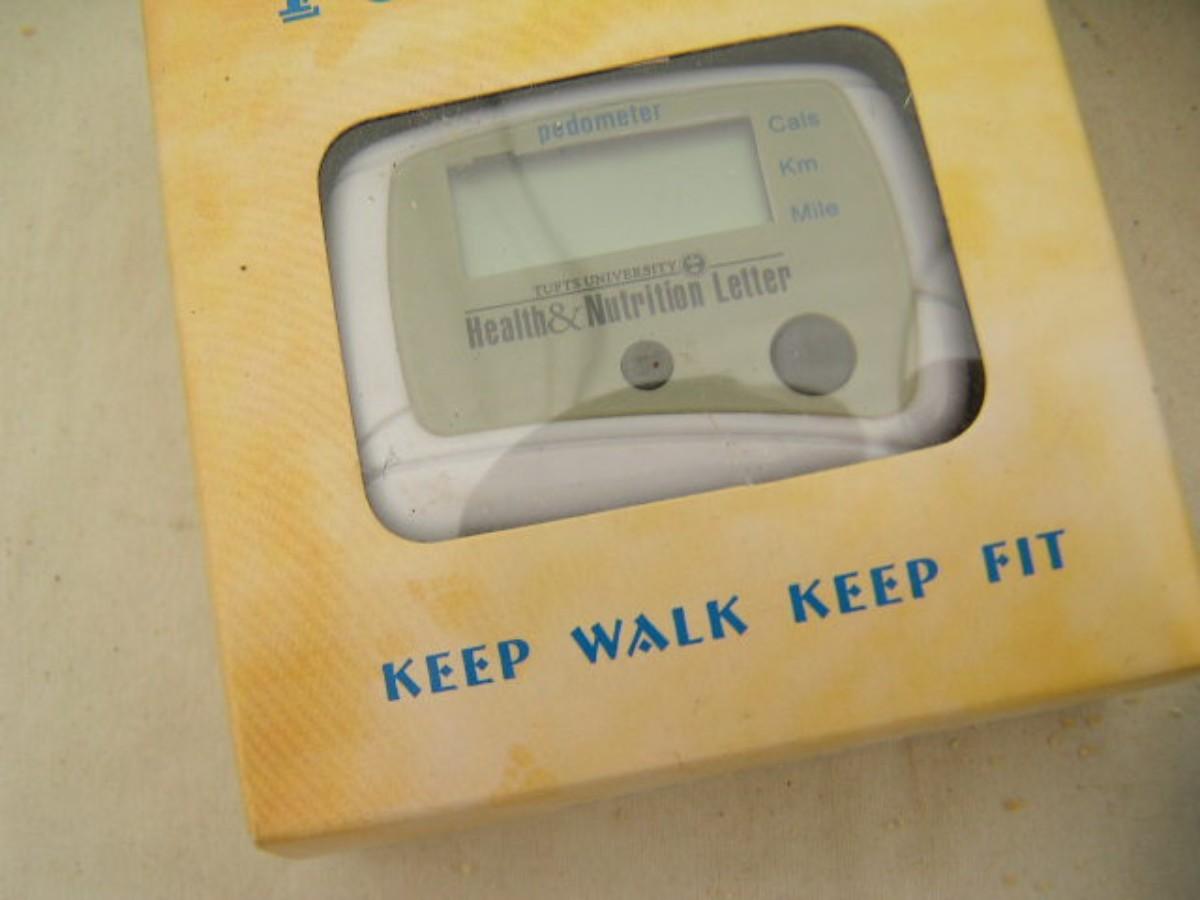 pedometer
Cals
Km
Mile
TUFTS UNIVERSITY
Health & Nutrition Letter
KEEP WALK KEEP FIT